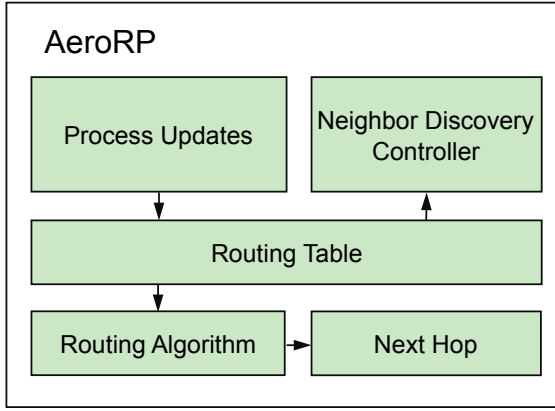 AeroRP
Process Updates
Neighbor Discovery
Controller
Routing Table
Routing Algorithm
Next Hop